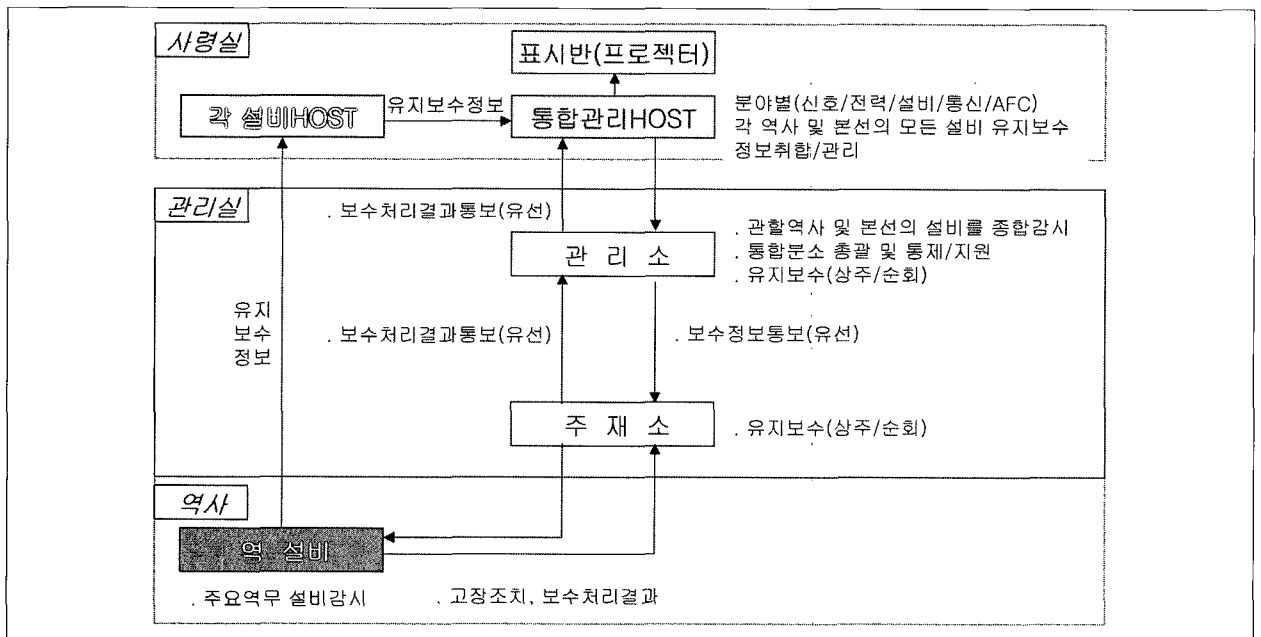 사령실
표시반(프로젝터)
각 설비HOST
유지보수정보
통합관리HOST
분야별(신호/전력/설비/통신/AFC)
각 역사 및 본선의 모든 설비 유지보수
정보취합/관리
관리실
. 보수처리결과통보(유선)
관 리 소
. 관할역사 및 본선의 설비를 종합감시
. 통합분소 총괄 및 통제/지원
. 유지보수(상주/순회)
유지
보수
정보
. 보수처리결과통보(유선)
. 보수정보통보(유선)
주 재 소
. 유지보수(상주/순회)
역사
역 설비
. 주요역무 설비감시
. 고장조치, 보수처리결과